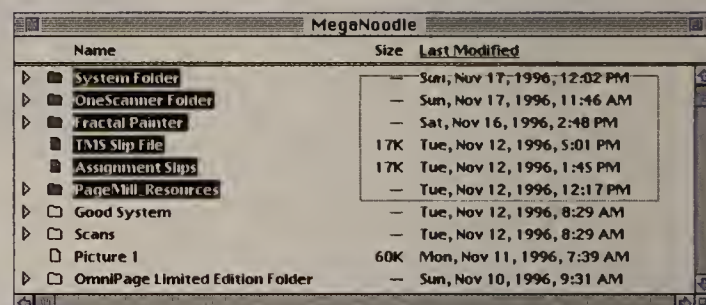 MegaNoodle
Name Size Last Modified
System Folder — Sun, Nov 17, 1996, 12:02 PM
OneScanner Folder — Sun, Nov 17, 1996, 11:46 AM
Fractal Painter — Sat, Nov 16, 1996, 2:48 PM
TMS Slip File 17K Tue, Nov 12, 1996, 5:01 PM
Assignment Slips 17K Tue, Nov 12, 1996, 1:45 PM
PageMill_Resources — Tue, Nov 12, 1996, 12:17 PM
Good System — Tue, Nov 12, 1996, 8:29 AM
Scans — Tue, Nov 12, 1996, 8:29 AM
Picture 1 60K Mon, Nov 11, 1996, 7:39 AM
OmniPage Limited Edition Folder — Sun, Nov 10, 1996, 9:31 AM